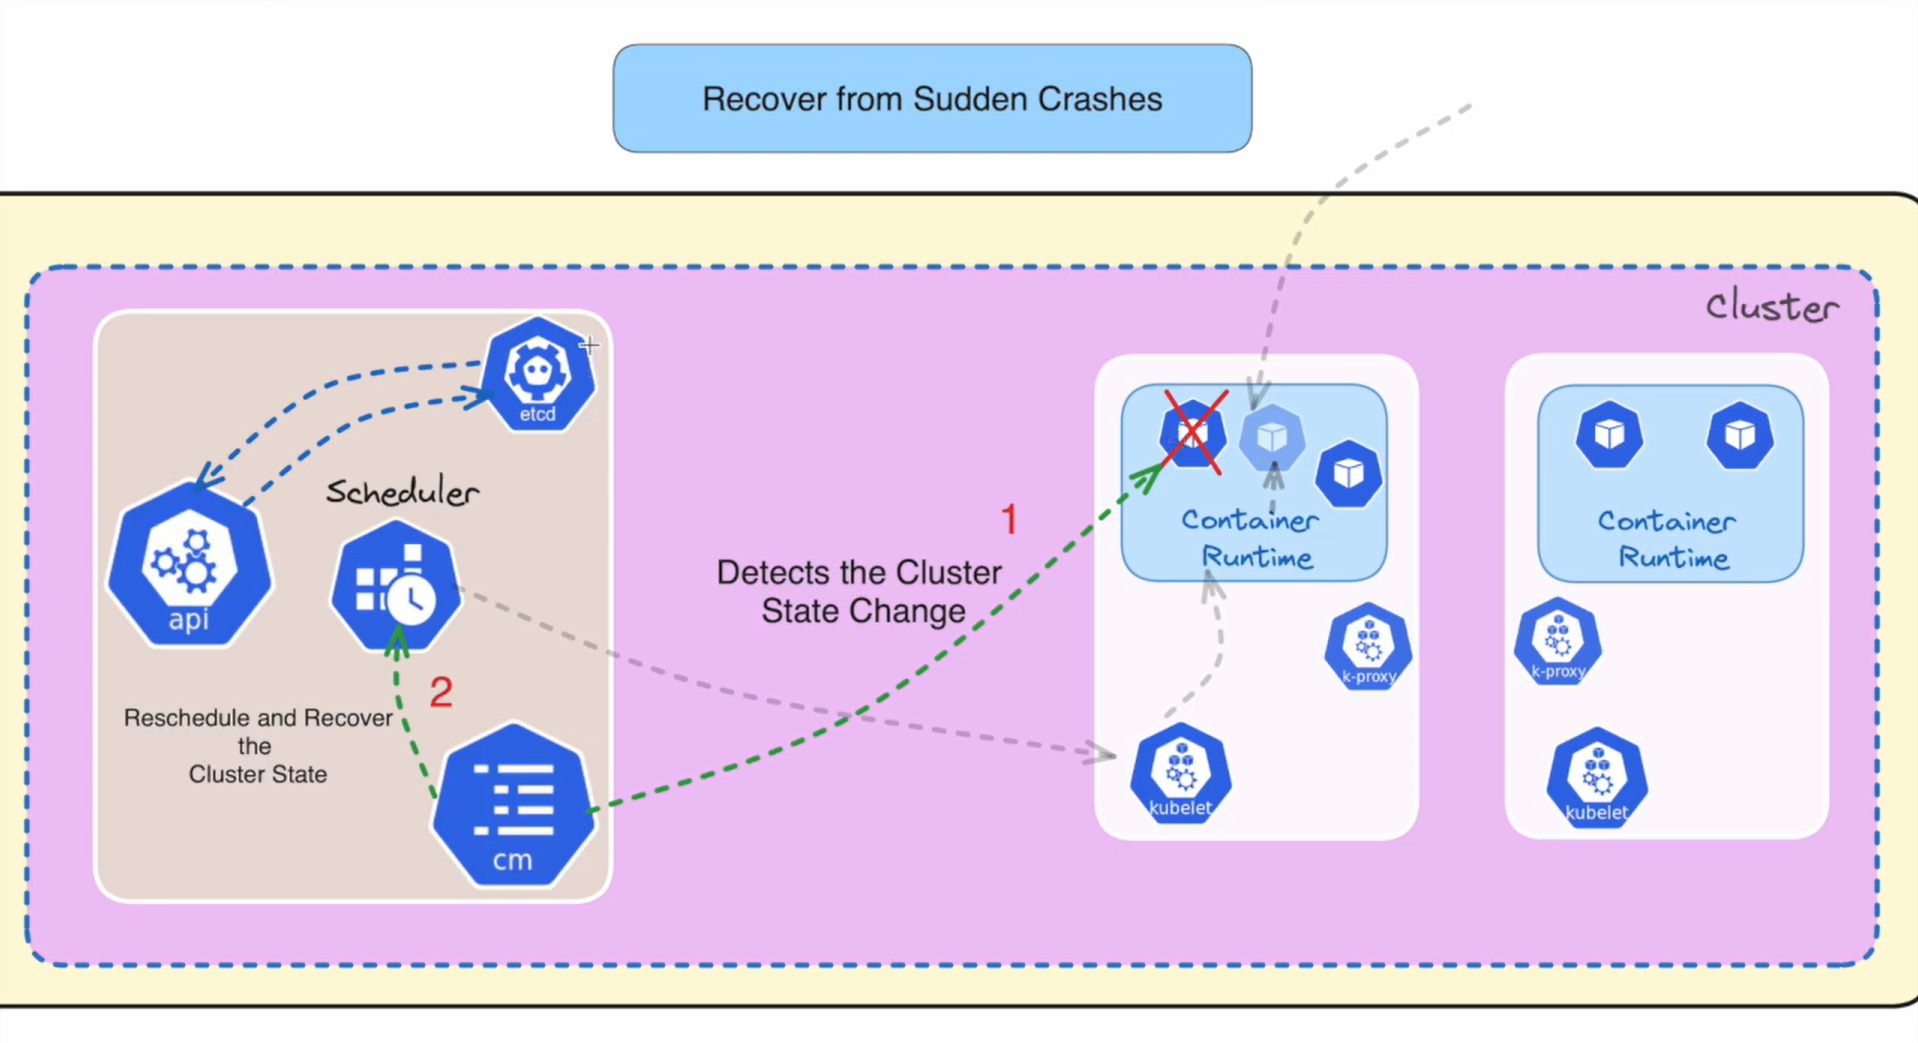 Recover from Sudden Crashes
Cluster
etcd
Scheduler
api
1
Detects the Cluster
State Change
2
Reschedule and Recover
the
Cluster State
cm
Container
Runtime
k-proxy
kubelet
Container
Runtime
k-proxy
kubelet